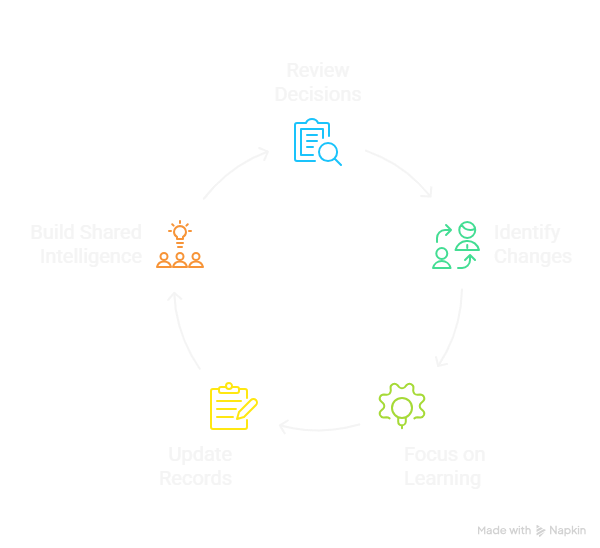 Review
Decisions
Build Shared
Intelligence
Identify
Changes
Update
Records
Focus on
Learning
Made with Napkin